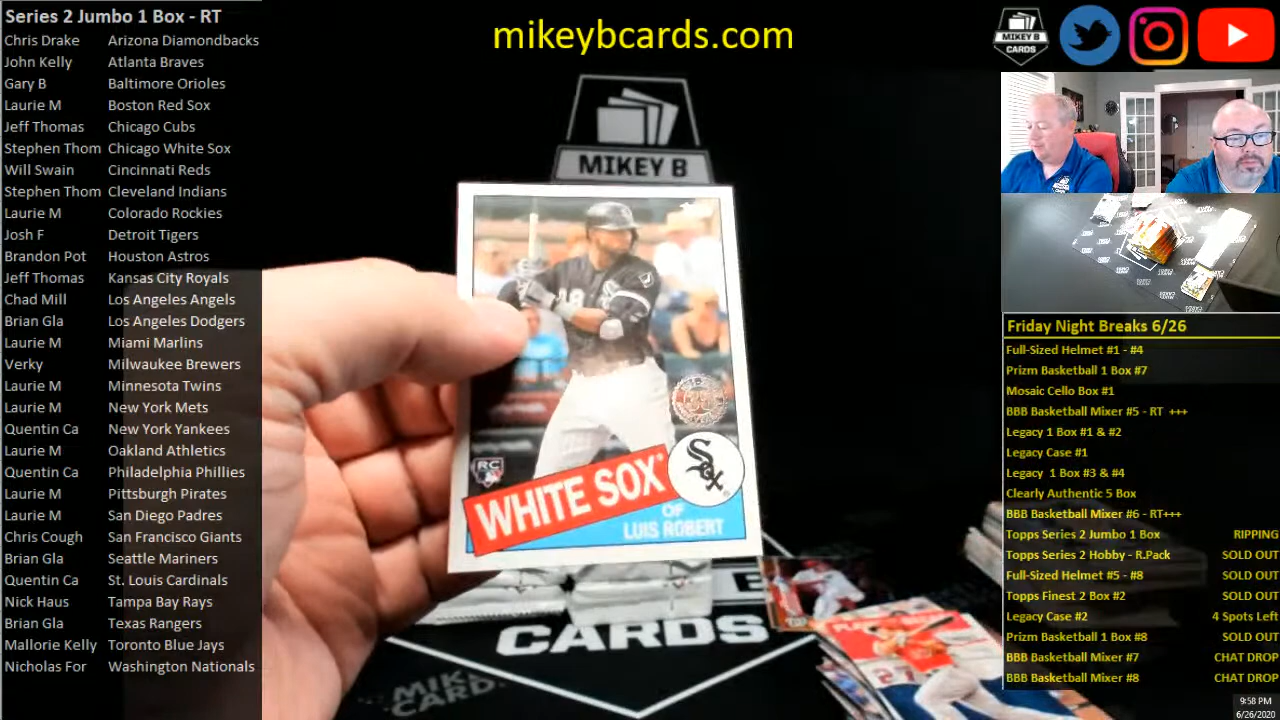 Series 2 Jumbo 1 Box - RT
Chris Drake Arizona Diamondbacks
John Kelly Atlanta Braves
Gary B Baltimore Orioles
Laurie M Boston Red Sox
Jeff Thomas Chicago Cubs
Stephen Thom Chicago White Sox
Will Swain Cincinnati Reds
Stephen Thom Cleveland Indians
Laurie M Colorado Rockies
Josh F Detroit Tigers
Brandon Pot Houston Astros
Jeff Thomas Kansas City Royals
Chad Mill Los Angeles Angels
Brian Gla Los Angeles Dodgers
Laurie M Miami Marlins
Verky Milwaukee Brewers
Laurie M Minnesota Twins
Laurie M New York Mets
Quentin Ca New York Yankees
Laurie M Oakland Athletics
Quentin Ca Philadelphia Phillies
Laurie M Pittsburgh Pirates
Laurie M San Diego Padres
Chris Cough San Francisco Giants
Brian Gla Seattle Mariners
Quentin Ca St. Louis Cardinals
Nick Haus Tampa Bay Rays
Brian Gla Texas Rangers
Mallorie Kelly Toronto Blue Jays
Nicholas For Washington Nationals
mikeybcards.com
MIKEY B
RC
35
WHITE SOX
Sox
OF
LUIS ROBERT
CARDS
MIKEY B
CARDS
Friday Night Breaks 6/26
Full-Sized Helmet #1 - #4
Prizm Basketball 1 Box #7
Mosaic Cello Box #1
BBB Basketball Mixer #5 - RT +++
Legacy 1 Box #1 & #2
Legacy Case #1
Legacy 1 Box #3 & #4
Clearly Authentic 5 Box
BBB Basketball Mixer #6 - RT+++
Topps Series 2 Jumbo 1 Box RIPPING
Topps Series 2 Hobby - R.Pack SOLD OUT
Full-Sized Helmet #5 - #8 SOLD OUT
Topps Finest 2 Box #2 SOLD OUT
Legacy Case #2 4 Spots Left
Prizm Basketball 1 Box #8 SOLD OUT
BBB Basketball Mixer #7 CHAT DROP
BBB Basketball Mixer #8 CHAT DROP
9:58 PM
6/26/2020